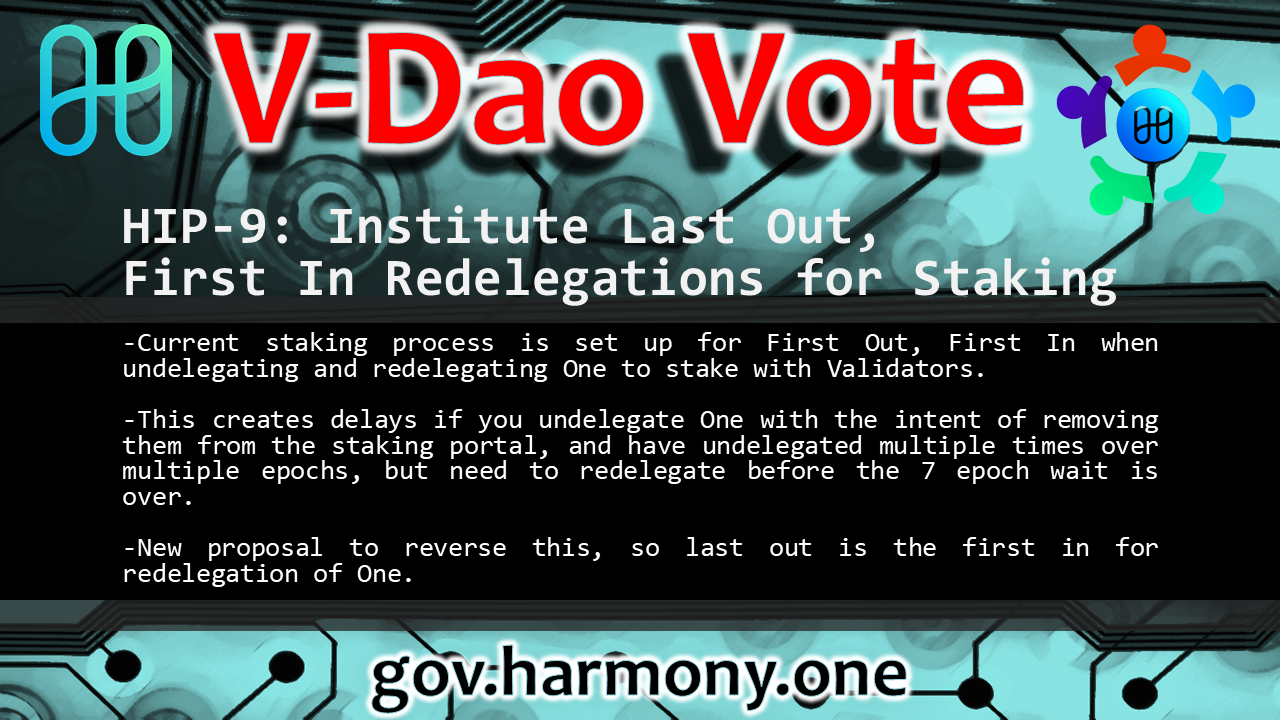 V-Dao Vote
HIP-9: Institute Last Out,
First In Redelegations for Staking
-Current staking process is set up for First Out, First In when
undelegating and redelegating One to stake with Validators.
-This creates delays if you undelegate One with the intent of removing
them from the staking portal, and have undelegated multiple times over
multiple epochs, but need to redelegate before the 7 epoch wait is
over.
-New proposal to reverse this, so last out is the first in for
redelegation of One.
gov.harmony.one